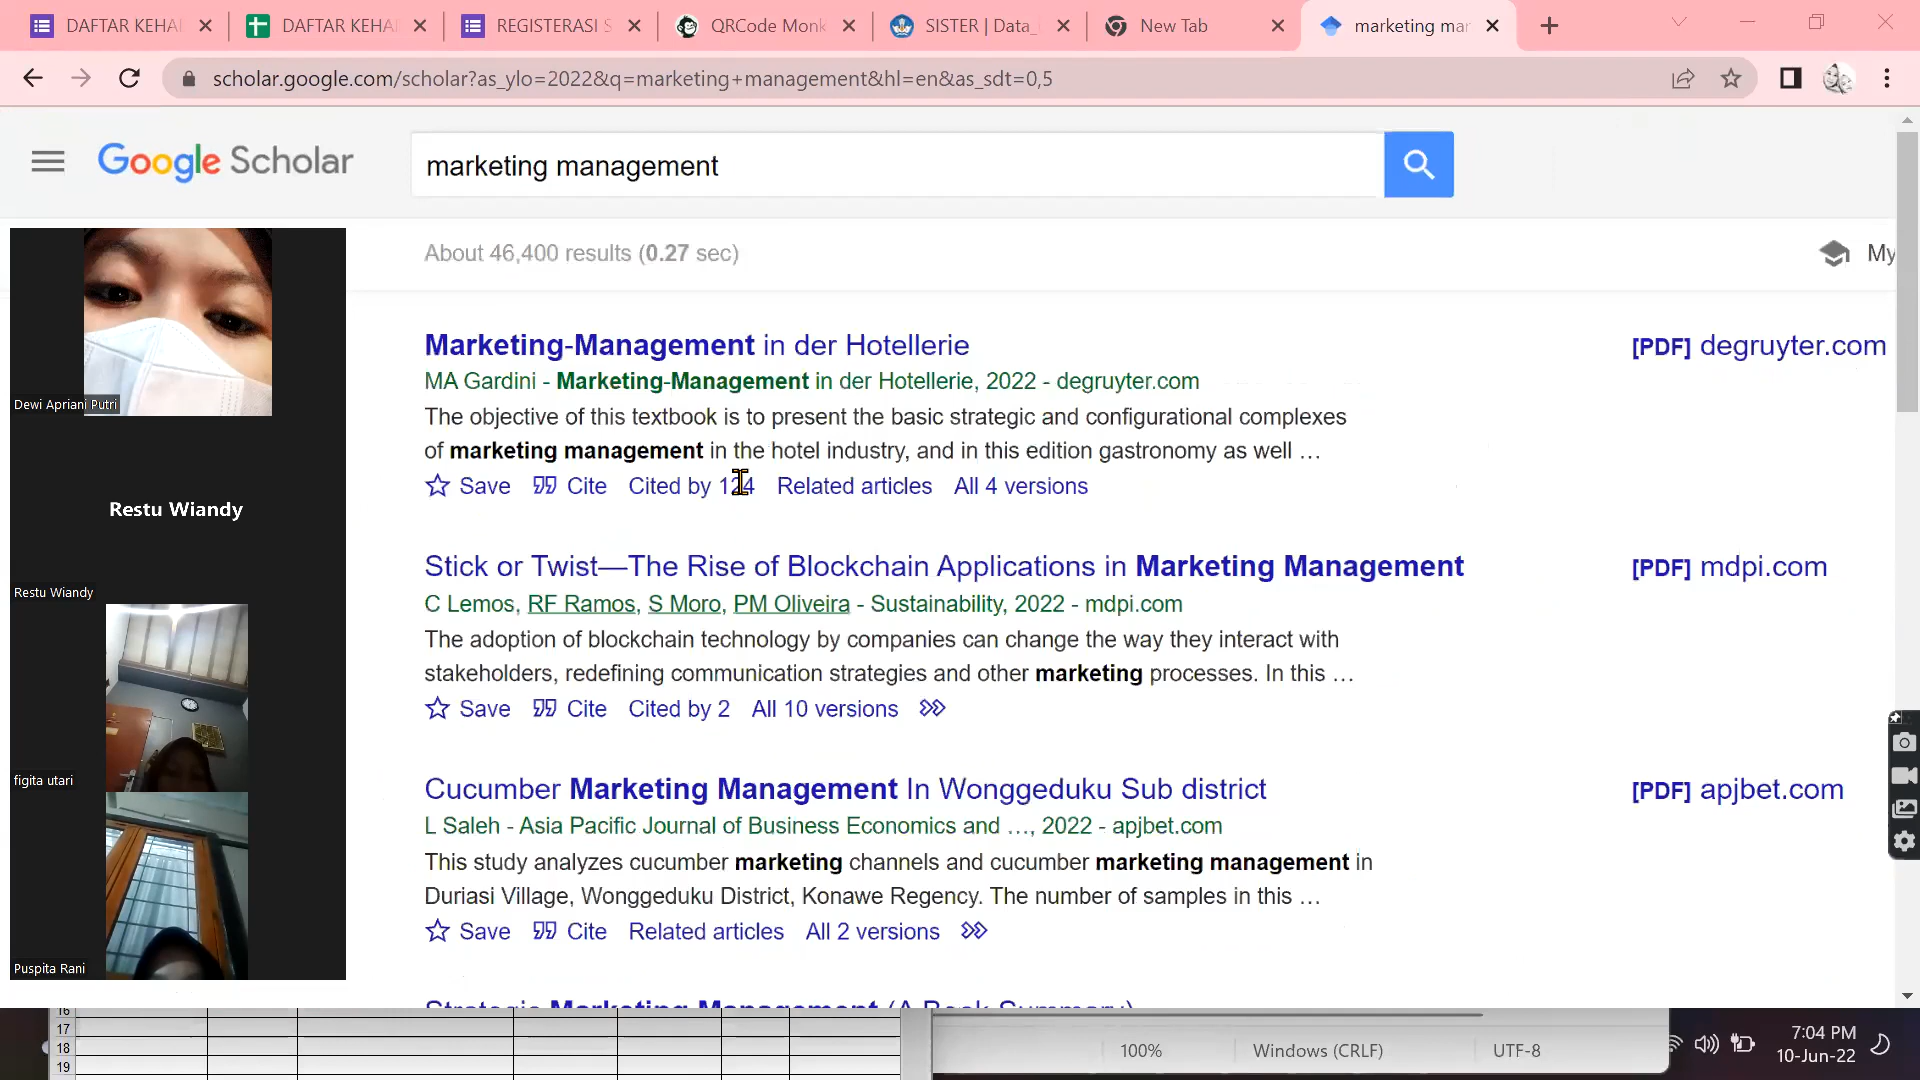 DAFTAR KEHA
DAFTAR KEHA
REGISTERASI S
QRCode Monk
SISTER | Data_
New Tab
marketing mar
scholar.google.com/scholar?as_ylo=2022&q=marketing+management&hl=en&as_sdt=0,5
Google Scholar
marketing management
About 46,400 results (0.27 sec)
My
Marketing-Management in der Hotellerie
[PDF] degruyter.com
MA Gardini - Marketing-Management in der Hotellerie, 2022 - degruyter.com
The objective of this textbook is to present the basic strategic and configurational complexes
of marketing management in the hotel industry, and in this edition gastronomy as well …
Save Cite Cited by 124 Related articles All 4 versions
Stick or Twist—The Rise of Blockchain Applications in Marketing Management
[PDF] mdpi.com
C Lemos, RF Ramos, S Moro, PM Oliveira - Sustainability, 2022 - mdpi.com
The adoption of blockchain technology by companies can change the way they interact with
stakeholders, redefining communication strategies and other marketing processes. In this …
Save Cite Cited by 2 All 10 versions
Cucumber Marketing Management In Wonggeduku Sub district
[PDF] apjbet.com
L Saleh - Asia Pacific Journal of Business Economics and …, 2022 - apjbet.com
This study analyzes cucumber marketing channels and cucumber marketing management in
Duriasi Village, Wonggeduku District, Konawe Regency. The number of samples in this …
Save Cite Related articles All 2 versions
Strategic Marketing Management (A Book Summary)
Dewi Apriani Putri
Restu Wiandy
Restu Wiandy
figita utari
Puspita Rani
16
17
18
19
100%
Windows (CRLF)
UTF-8
7:04 PM
10-Jun-22